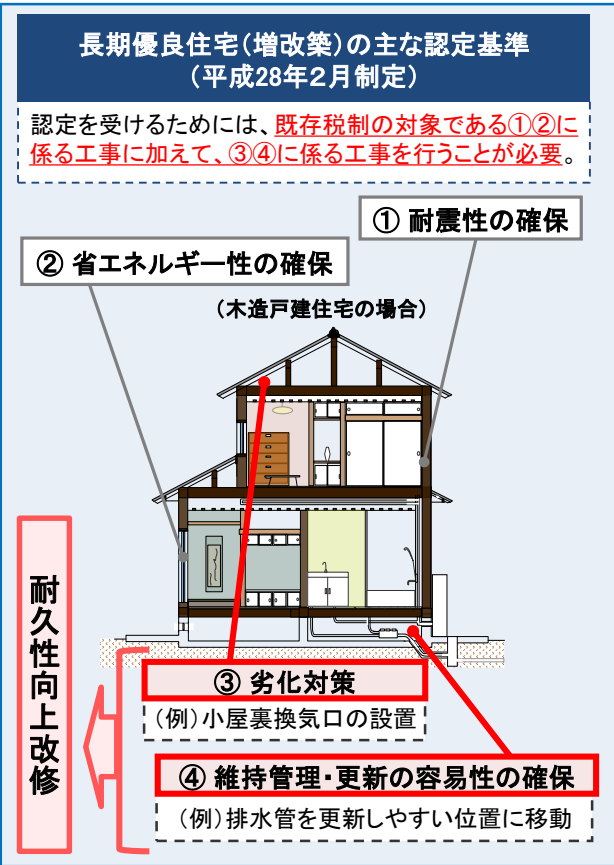 長期優良住宅（増改築）の主な認定基準
（平成28年２月制定）
認定を受けるためには、既存税制の対象である①②に
係る工事に加えて、③④に係る工事を行うことが必要。
① 耐震性の確保
② 省エネルギー性の確保
（木造戸建住宅の場合）
耐久性向上改修
③ 劣化対策
（例）小屋裏換気口の設置
④ 維持管理・更新の容易性の確保
（例）排水管を更新しやすい位置に移動